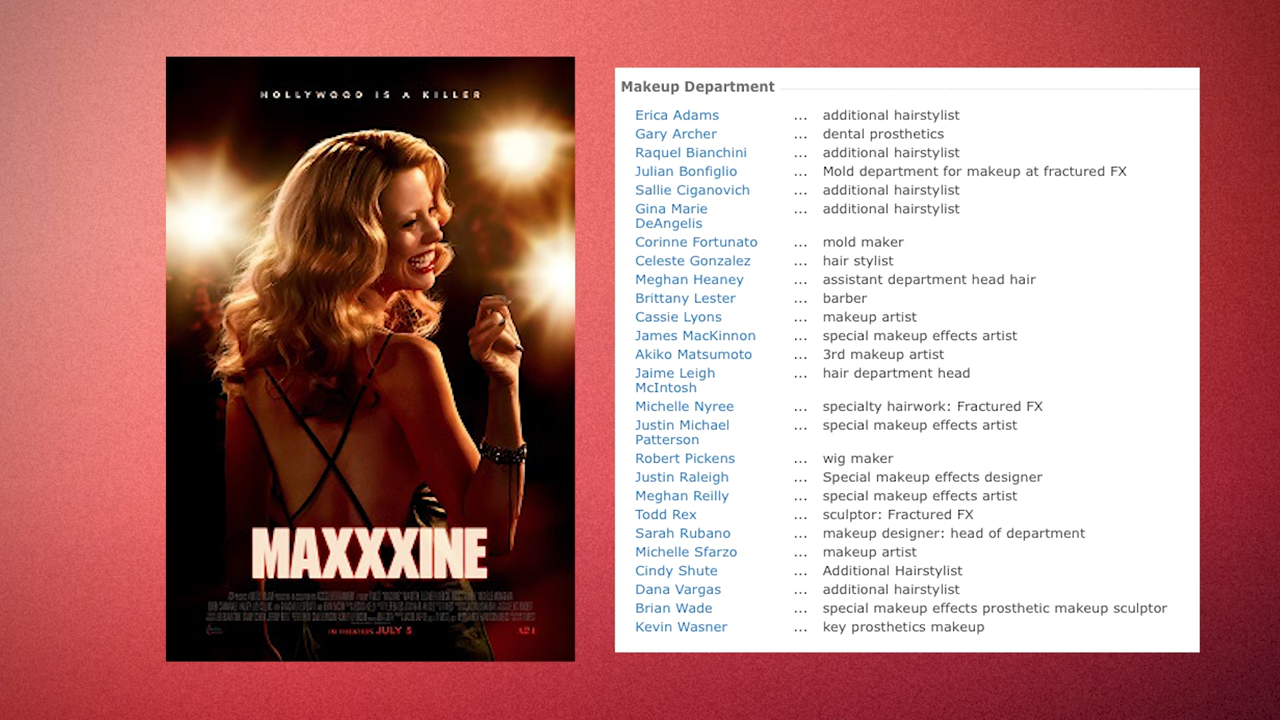 HOLLYWOOD IS A KILLER
MAXXXINE
IN THEATERS JULY 5
A24
Makeup Department
Erica Adams ... additional hairstylist
Gary Archer ... dental prosthetics
Raquel Bianchini ... additional hairstylist
Julian Bonfiglio ... Mold department for makeup at fractured FX
Sallie Ciganovich ... additional hairstylist
Gina Marie ... additional hairstylist
DeAngelis
Corinne Fortunato ... mold maker
Celeste Gonzalez ... hair stylist
Meghan Heaney ... assistant department head hair
Brittany Lester ... barber
Cassie Lyons ... makeup artist
James MacKinnon ... special makeup effects artist
Akiko Matsumoto ... 3rd makeup artist
Jaime Leigh ... hair department head
McIntosh
Michelle Nyree ... specialty hairwork: Fractured FX
Justin Michael ... special makeup effects artist
Patterson
Robert Pickens ... wig maker
Justin Raleigh ... Special makeup effects designer
Meghan Reilly ... special makeup effects artist
Todd Rex ... sculptor: Fractured FX
Sarah Rubano ... makeup designer: head of department
Michelle Sfarzo ... makeup artist
Cindy Shute ... Additional Hairstylist
Dana Vargas ... additional hairstylist
Brian Wade ... special makeup effects prosthetic makeup sculptor
Kevin Wasner ... key prosthetics makeup